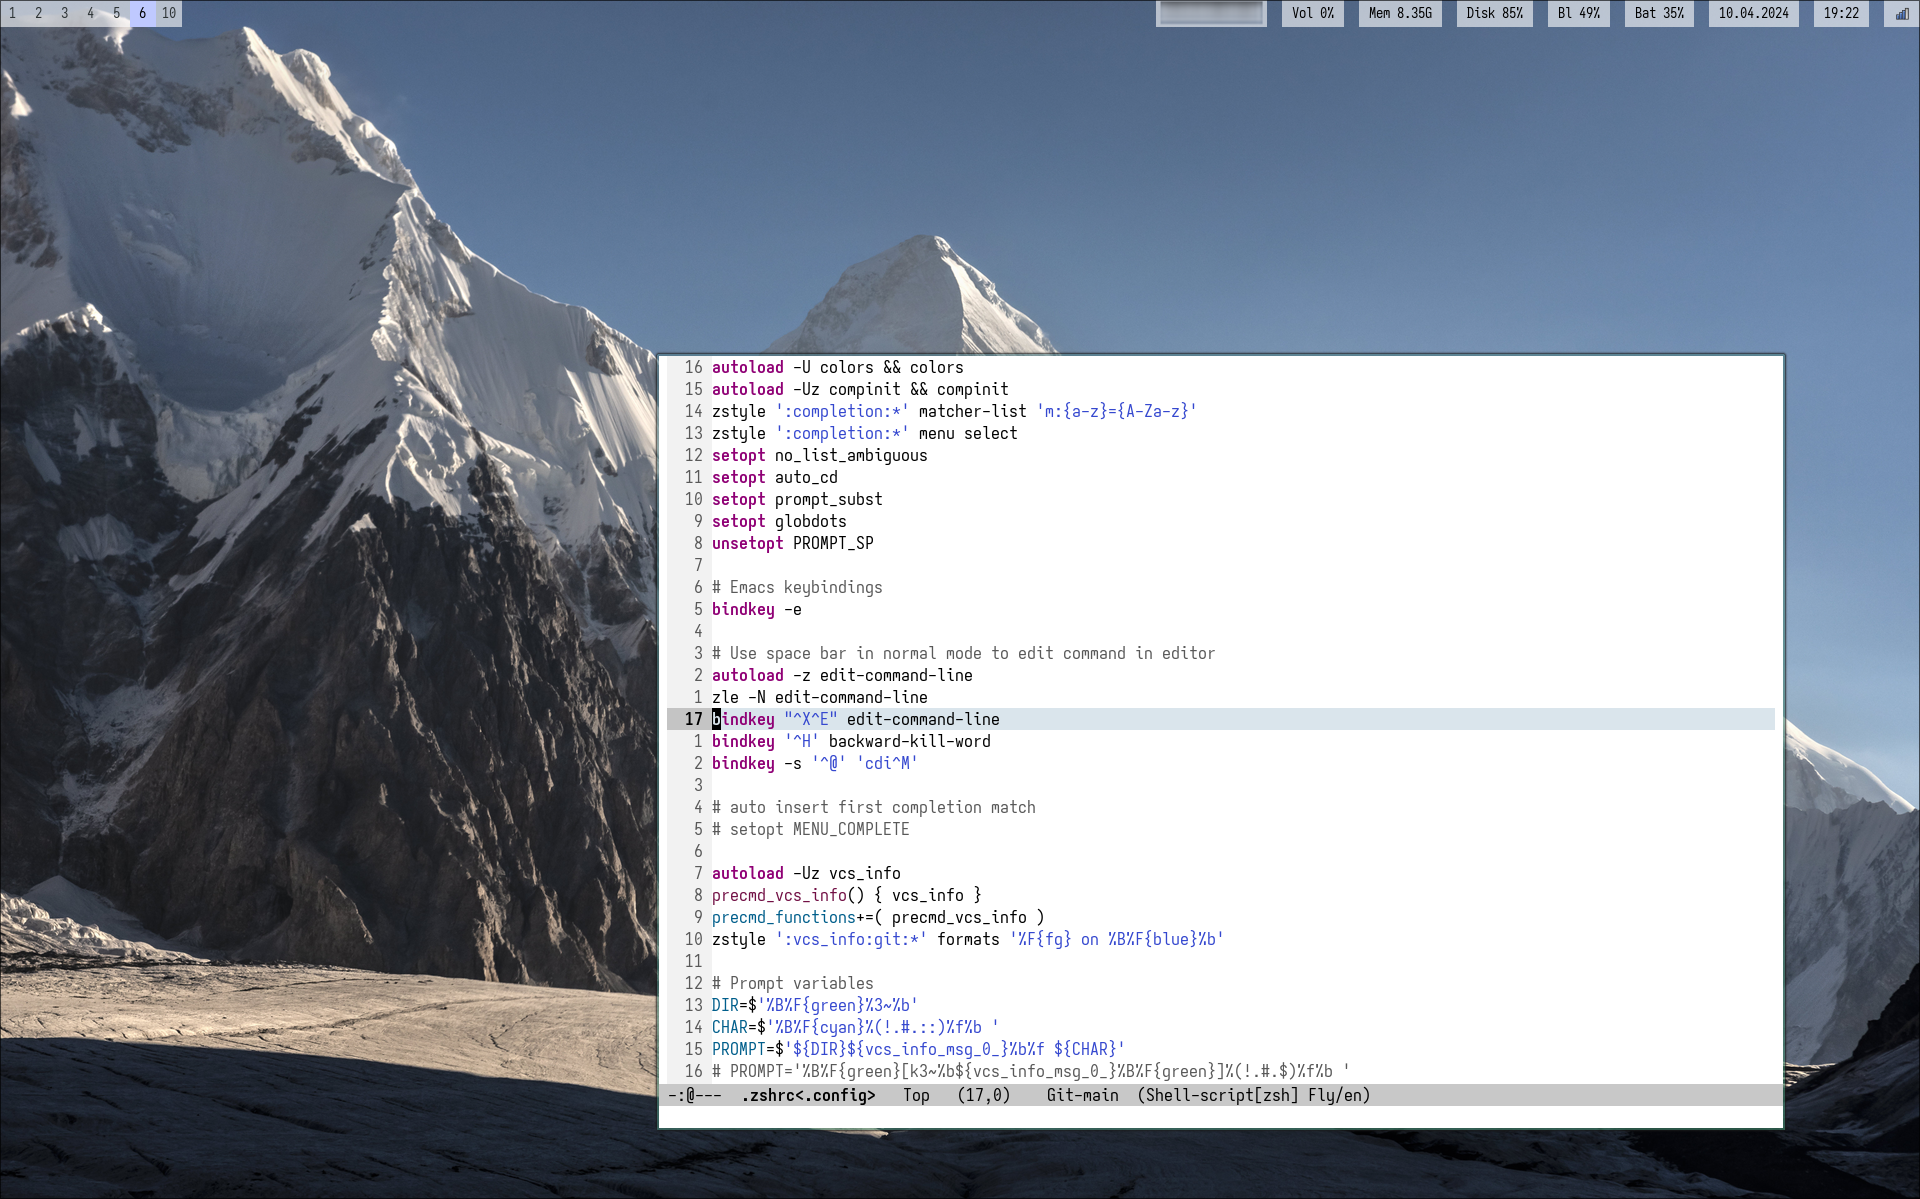 1 2 3 4 5 6 10 Vol 0% Mem 8.35G Disk 85% Bl 49% Bat 35% 10.04.2024 19:22
16 autoload -U colors && colors
15 autoload -Uz compinit && compinit
14 zstyle ':completion:*' matcher-list 'm:{a-z}={A-Za-z}'
13 zstyle ':completion:*' menu select
12 setopt no_list_ambiguous
11 setopt auto_cd
10 setopt prompt_subst
9 setopt globdots
8 unsetopt PROMPT_SP
7
6 # Emacs keybindings
5 bindkey -e
4
3 # Use space bar in normal mode to edit command in editor
2 autoload -z edit-command-line
1 zle -N edit-command-line
17 bindkey "^X^E" edit-command-line
1 bindkey '^H' backward-kill-word
2 bindkey -s '^@' 'cdi^M'
3
4 # auto insert first completion match
5 # setopt MENU_COMPLETE
6
7 autoload -Uz vcs_info
8 precmd_vcs_info() { vcs_info }
9 precmd_functions+=( precmd_vcs_info )
10 zstyle ':vcs_info:git:*' formats '%F{fg} on %B%F{blue}%b'
11
12 # Prompt variables
13 DIR=$'%B%F{green}%3~%b'
14 CHAR=$'%B%F{cyan}%(!.#.::)%f%b '
15 PROMPT=$'${DIR}${vcs_info_msg_0_}%b%f ${CHAR}'
16 # PROMPT='%B%F{green}[k3~%b${vcs_info_msg_0_}%B%F{green}]%(!.#.$)%f%b '
-:@--- .zshrc<.config> Top (17,0) Git-main (Shell-script[zsh] Fly/en)